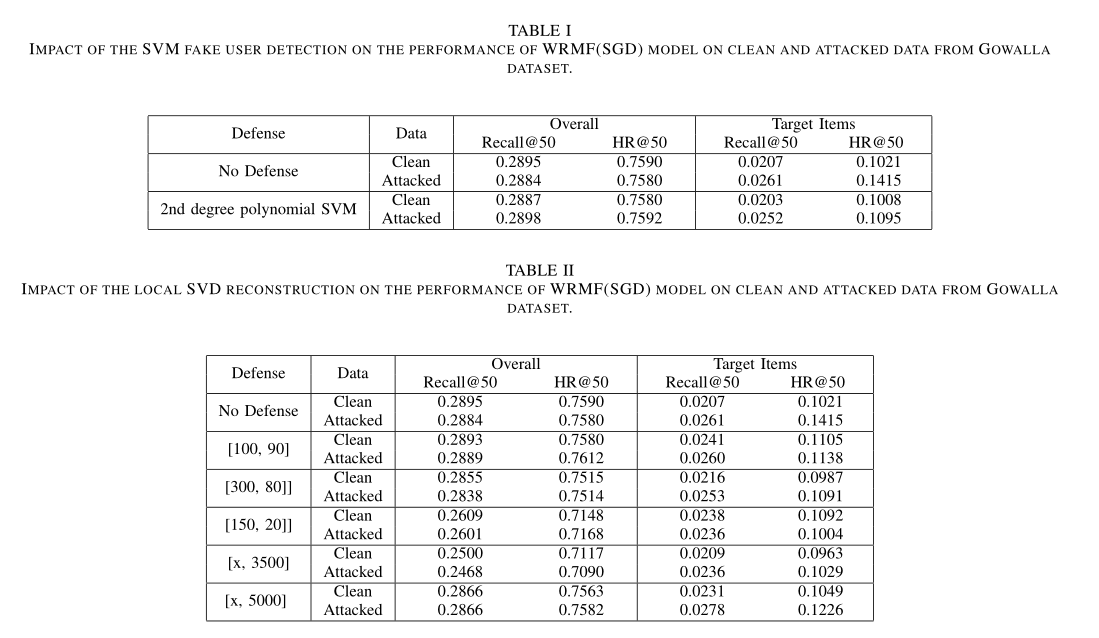 TABLE I
IMPACT OF THE SVM FAKE USER DETECTION ON THE PERFORMANCE OF WRMF(SGD) MODEL ON CLEAN AND ATTACKED DATA FROM GOWALLA
DATASET.
Defense Data Overall Target Items
Recall@50 HR@50 Recall@50 HR@50
No Defense Clean 0.2895 0.7590 0.0207 0.1021
Attacked 0.2884 0.7580 0.0261 0.1415
2nd degree polynomial SVM Clean 0.2887 0.7580 0.0203 0.1008
Attacked 0.2898 0.7592 0.0252 0.1095
TABLE II
IMPACT OF THE LOCAL SVD RECONSTRUCTION ON THE PERFORMANCE OF WRMF(SGD) MODEL ON CLEAN AND ATTACKED DATA FROM GOWALLA
DATASET.
Defense Data Overall Target Items
Recall@50 HR@50 Recall@50 HR@50
No Defense Clean 0.2895 0.7590 0.0207 0.1021
Attacked 0.2884 0.7580 0.0261 0.1415
[100, 90] Clean 0.2893 0.7580 0.0241 0.1105
Attacked 0.2889 0.7612 0.0260 0.1138
[300, 80]] Clean 0.2855 0.7515 0.0216 0.0987
Attacked 0.2838 0.7514 0.0253 0.1091
[150, 20]] Clean 0.2609 0.7148 0.0238 0.1092
Attacked 0.2601 0.7168 0.0236 0.1004
[x, 3500] Clean 0.2500 0.7117 0.0209 0.0963
Attacked 0.2468 0.7090 0.0236 0.1029
[x, 5000] Clean 0.2866 0.7563 0.0231 0.1049
Attacked 0.2866 0.7582 0.0278 0.1226